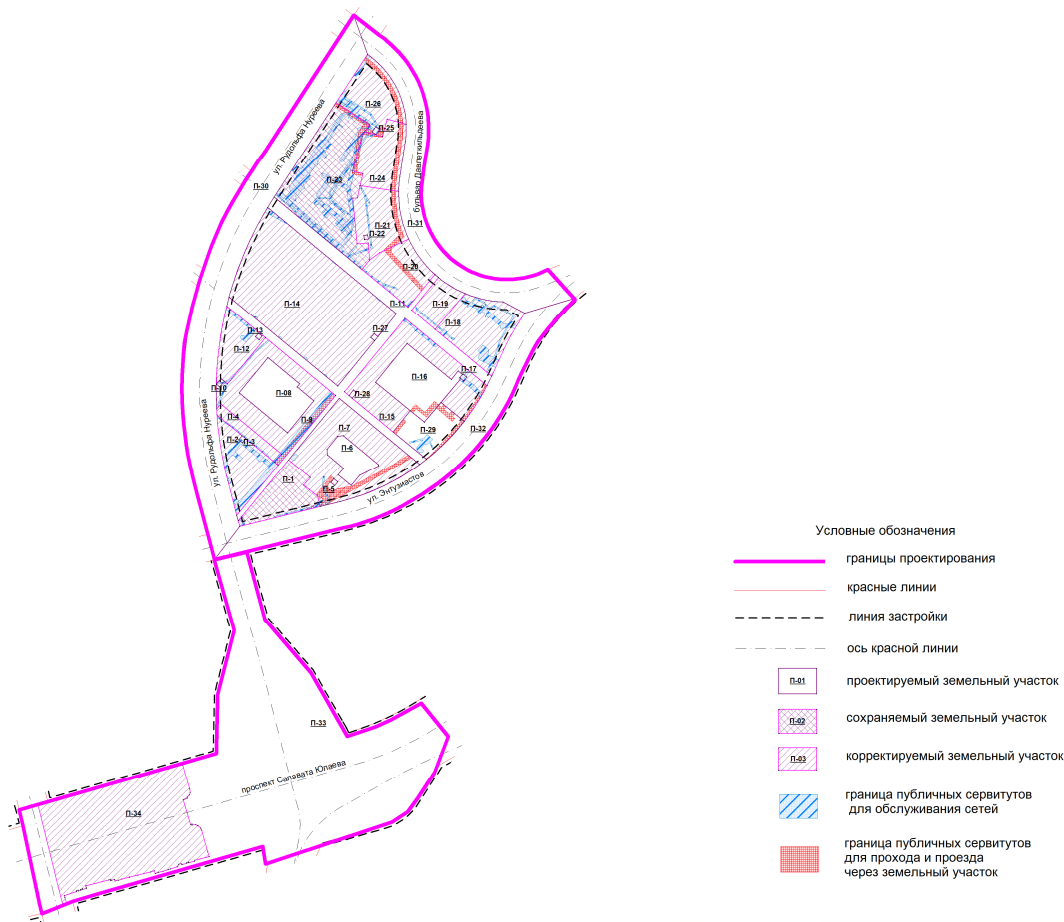 П-26
П-25
ул. Рудольфа Нуреева
бульвар Давлеткильдеева
П-23
П-24
П-30
П-21
П-31
П-22
П-20
П-14
П-11
П-19
П-18
П-13
П-27
П-12
П-16
П-17
П-10
П-08
П-28
ул. Рудольфа Нуреева
П-4
П-9
П-7
П-15
П-29
П-32
П-2
П-3
П-6
П-1
П-5
ул. Энтузиастов
П-33
проспект Салавата Юлаева
П-34
Условные обозначения
границы проектирования
красные линии
линия застройки
ось красной линии
П-01 проектируемый земельный участок
П-02 сохраняемый земельный участок
П-03 корректируемый земельный участок
граница публичных сервитутов
для обслуживания сетей
граница публичных сервитутов
для прохода и проезда
через земельный участок